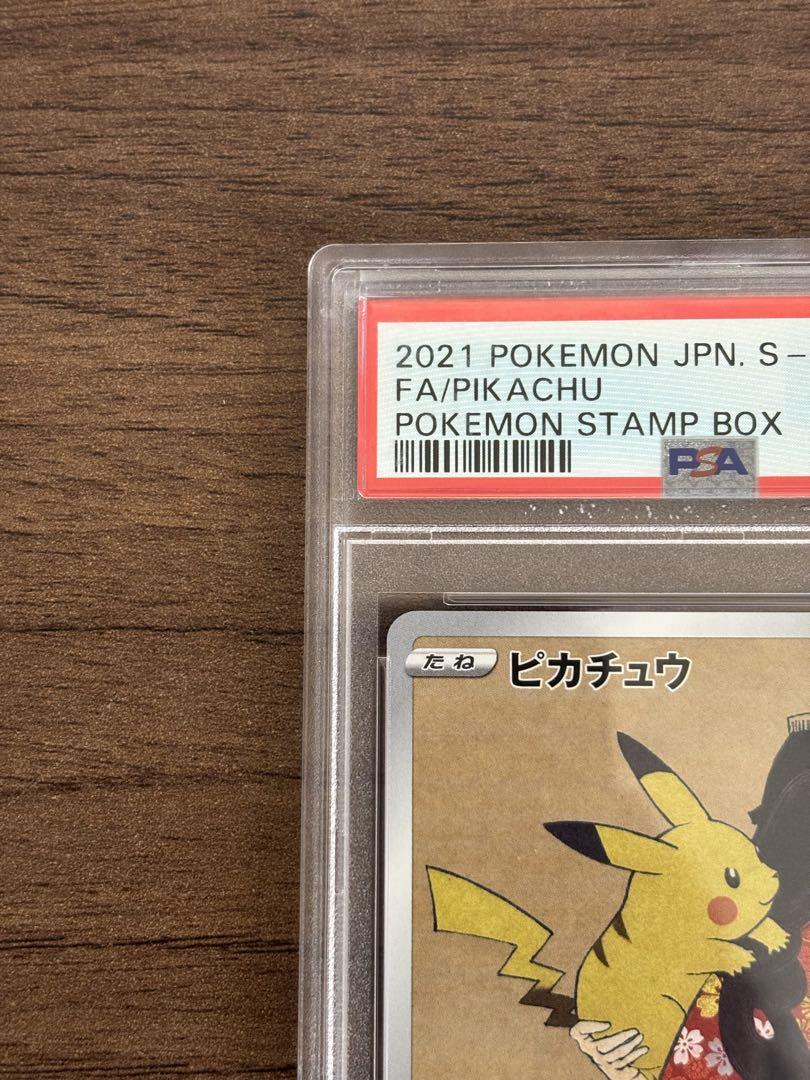 2021 POKEMON JPN. S-
FA/PIKACHU
POKEMON STAMP BOX
PSA
たね ピカチュウ